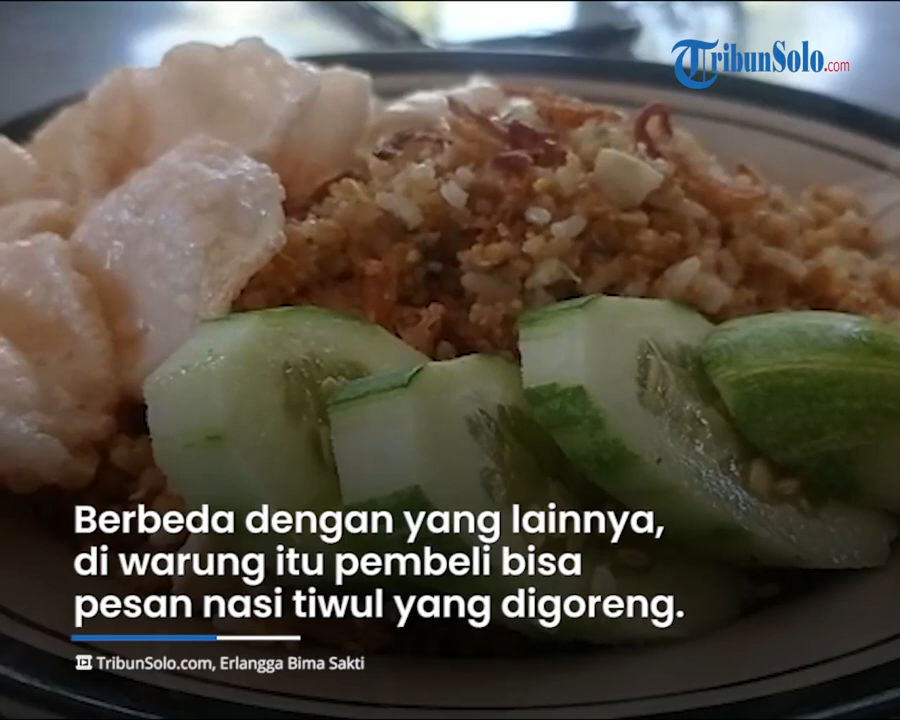 TribunSolo.com
Berbeda dengan yang lainnya,
di warung itu pembeli bisa
pesan nasi tiwul yang digoreng.
TribunSolo.com, Erlangga Bima Sakti